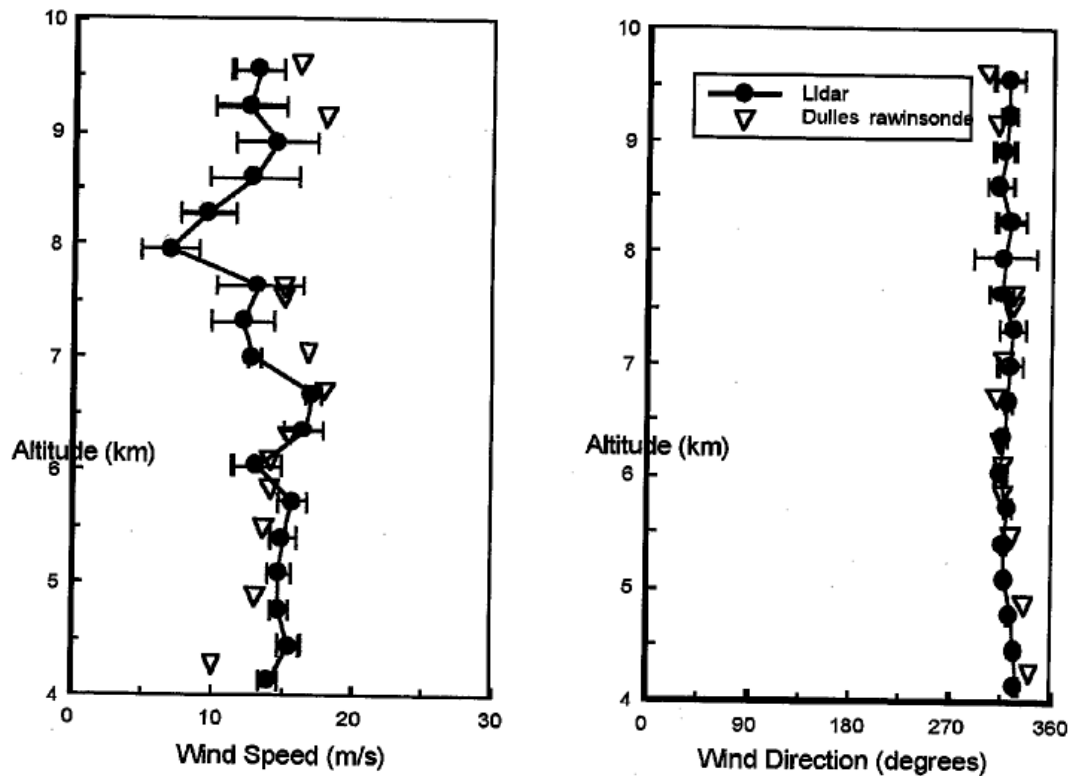 10
9
8
7
6
5
4
Altitude (km)
0 10 20 30
Wind Speed (m/s)
10
9
8
7
6
5
4
Altitude (km)
0 90 180 270 360
Wind Direction (degrees)
Lidar
Dulles rawinsonde